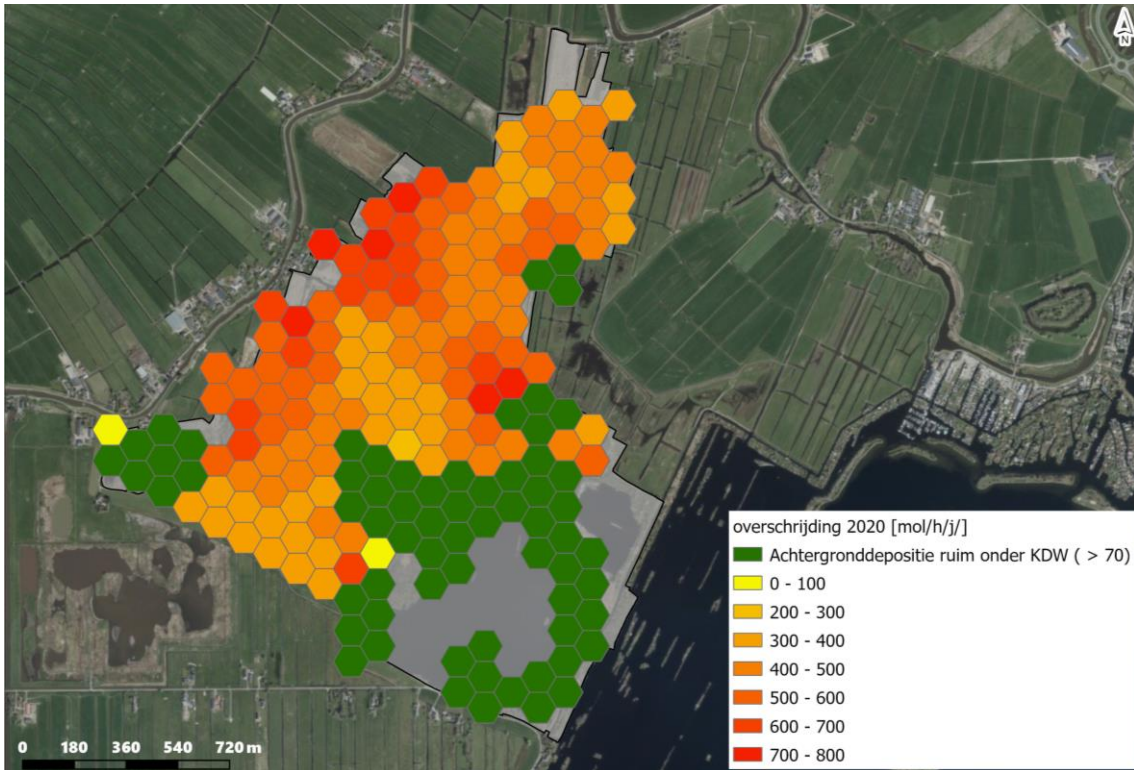 N
overschrijding 2020 [mol/h/j/]
Achtergronddepositie ruim onder KDW ( > 70)
0 - 100
200 - 300
300 - 400
400 - 500
500 - 600
600 - 700
700 - 800
0 180 360 540 720 m